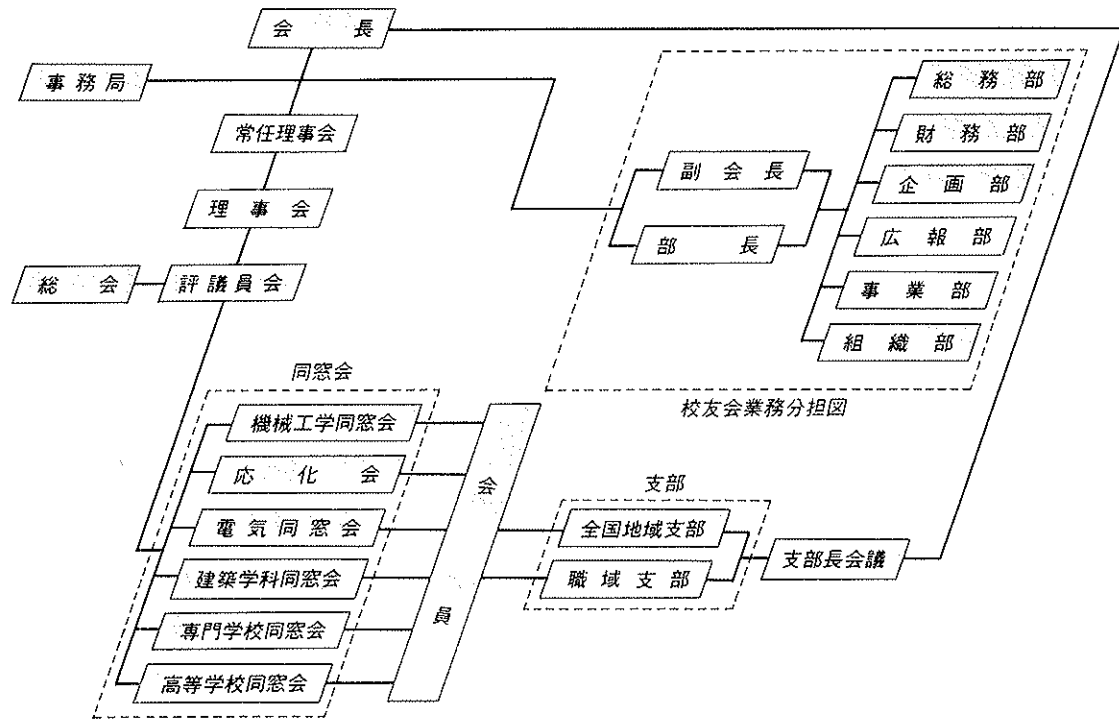 会長
事務局
常任理事会
理事会
総会
評議員会
副会長
部長
総務部
財務部
企画部
広報部
事業部
組織部
校友会業務分担図
同窓会
機械工学同窓会
応化会
電気同窓会
建築学科同窓会
専門学校同窓会
高等学校同窓会
会員
支部
全国地域支部
職域支部
支部長会議